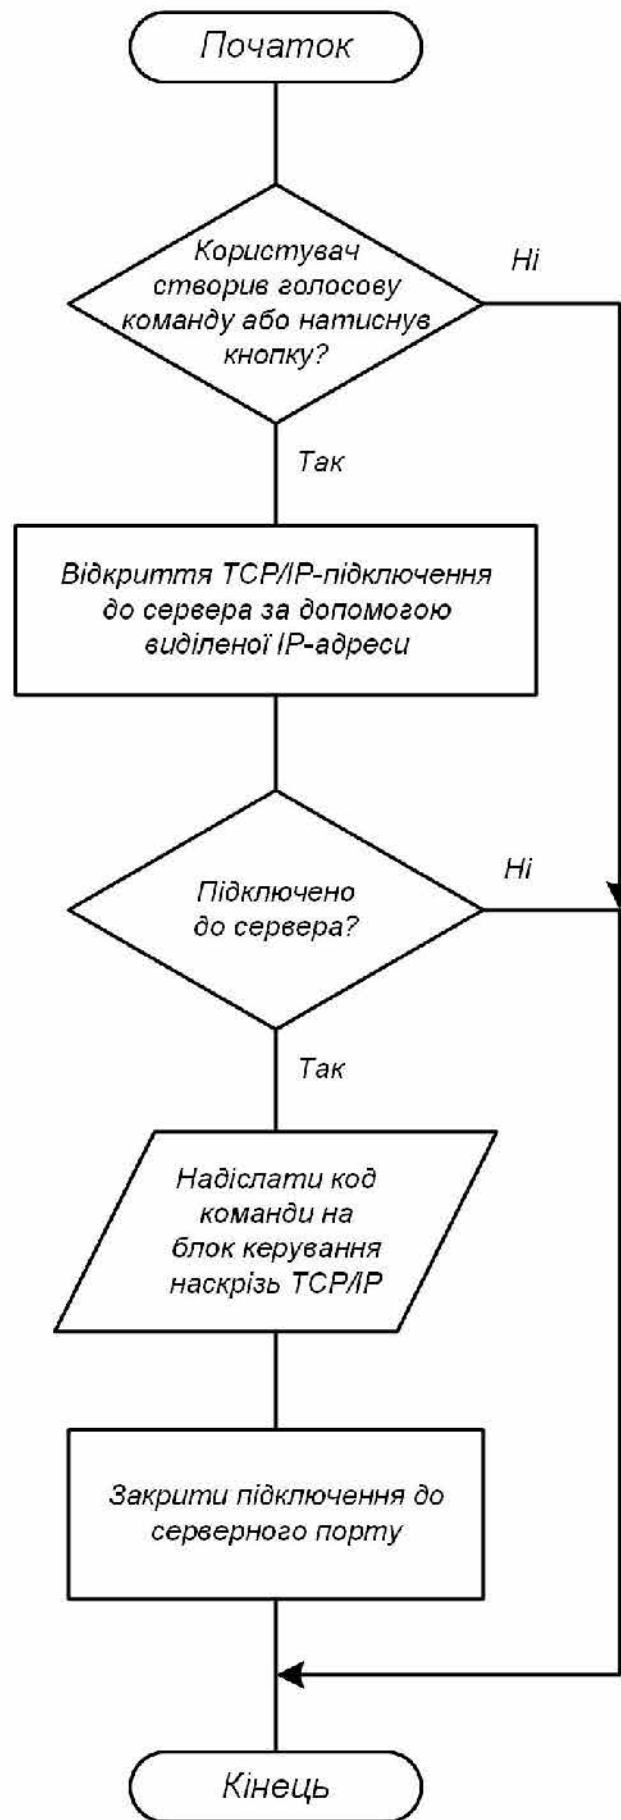 Початок
Користувач
створив голосову
команду або натиснув
кнопку?
Ні
Так
Відкриття TCP/IP-підключення
до сервера за допомогою
виділеної IP-адреси
Підключено
до сервера?
Ні
Так
Надіслати код
команди на
блок керування
наскрізь TCP/IP
Закрити підключення до
серверного порту
Кінець